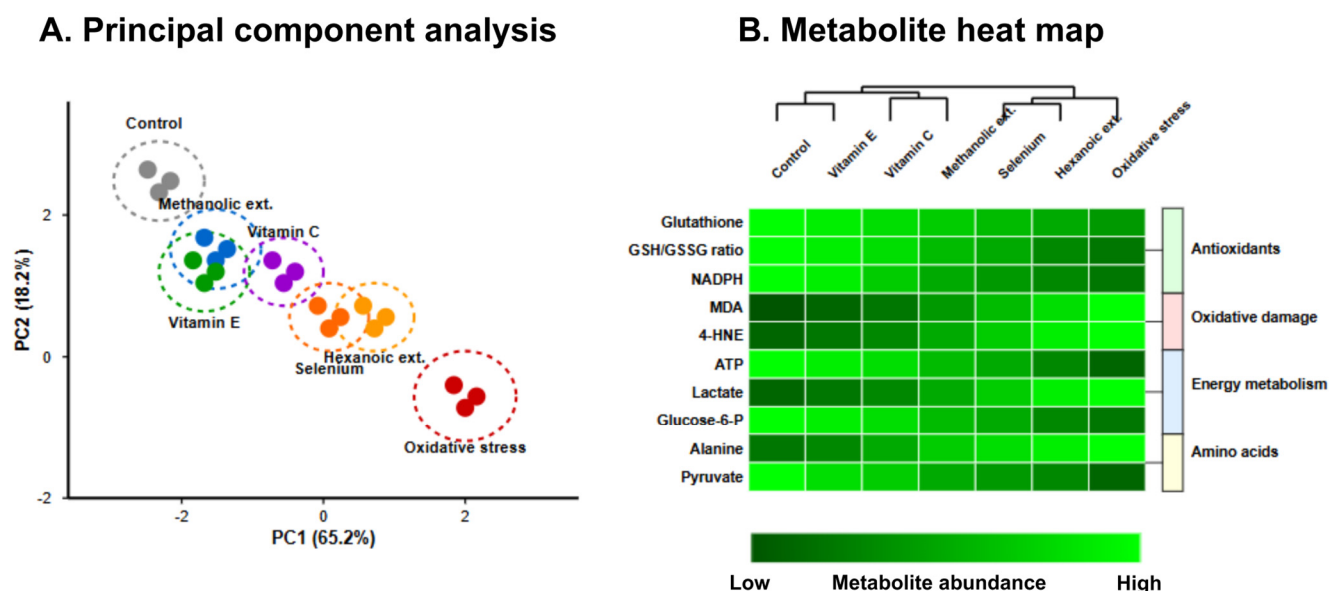 A. Principal component analysis
Control
Methanolic ext.
Vitamin C
Vitamin E
Hexanoic ext.
Selenium
Oxidative stress
PC2 (18.2%)
2
0
-2
-2
0
2
PC1 (65.2%)
B. Metabolite heat map
Control
Vitamin E
Vitamin C
Methanolic ext.
Selenium
Hexanoic ext.
Oxidative stress
Glutathione
GSH/GSSG ratio
NADPH
MDA
4-HNE
ATP
Lactate
Glucose-6-P
Alanine
Pyruvate
Antioxidants
Oxidative damage
Energy metabolism
Amino acids
Low Metabolite abundance High